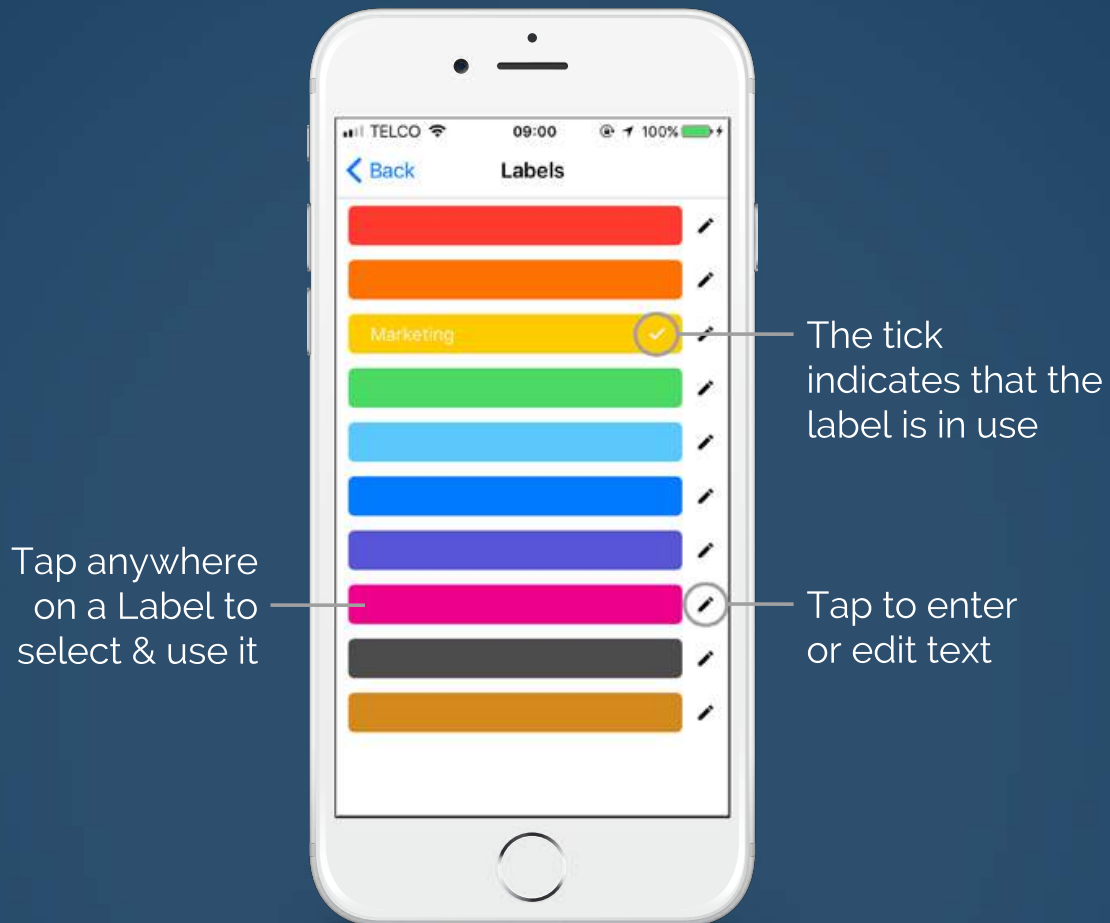 TELCO 09:00 100%
Back Labels
Marketing
The tick
indicates that the
label is in use
Tap anywhere
on a Label to
select & use it
Tap to enter
or edit text